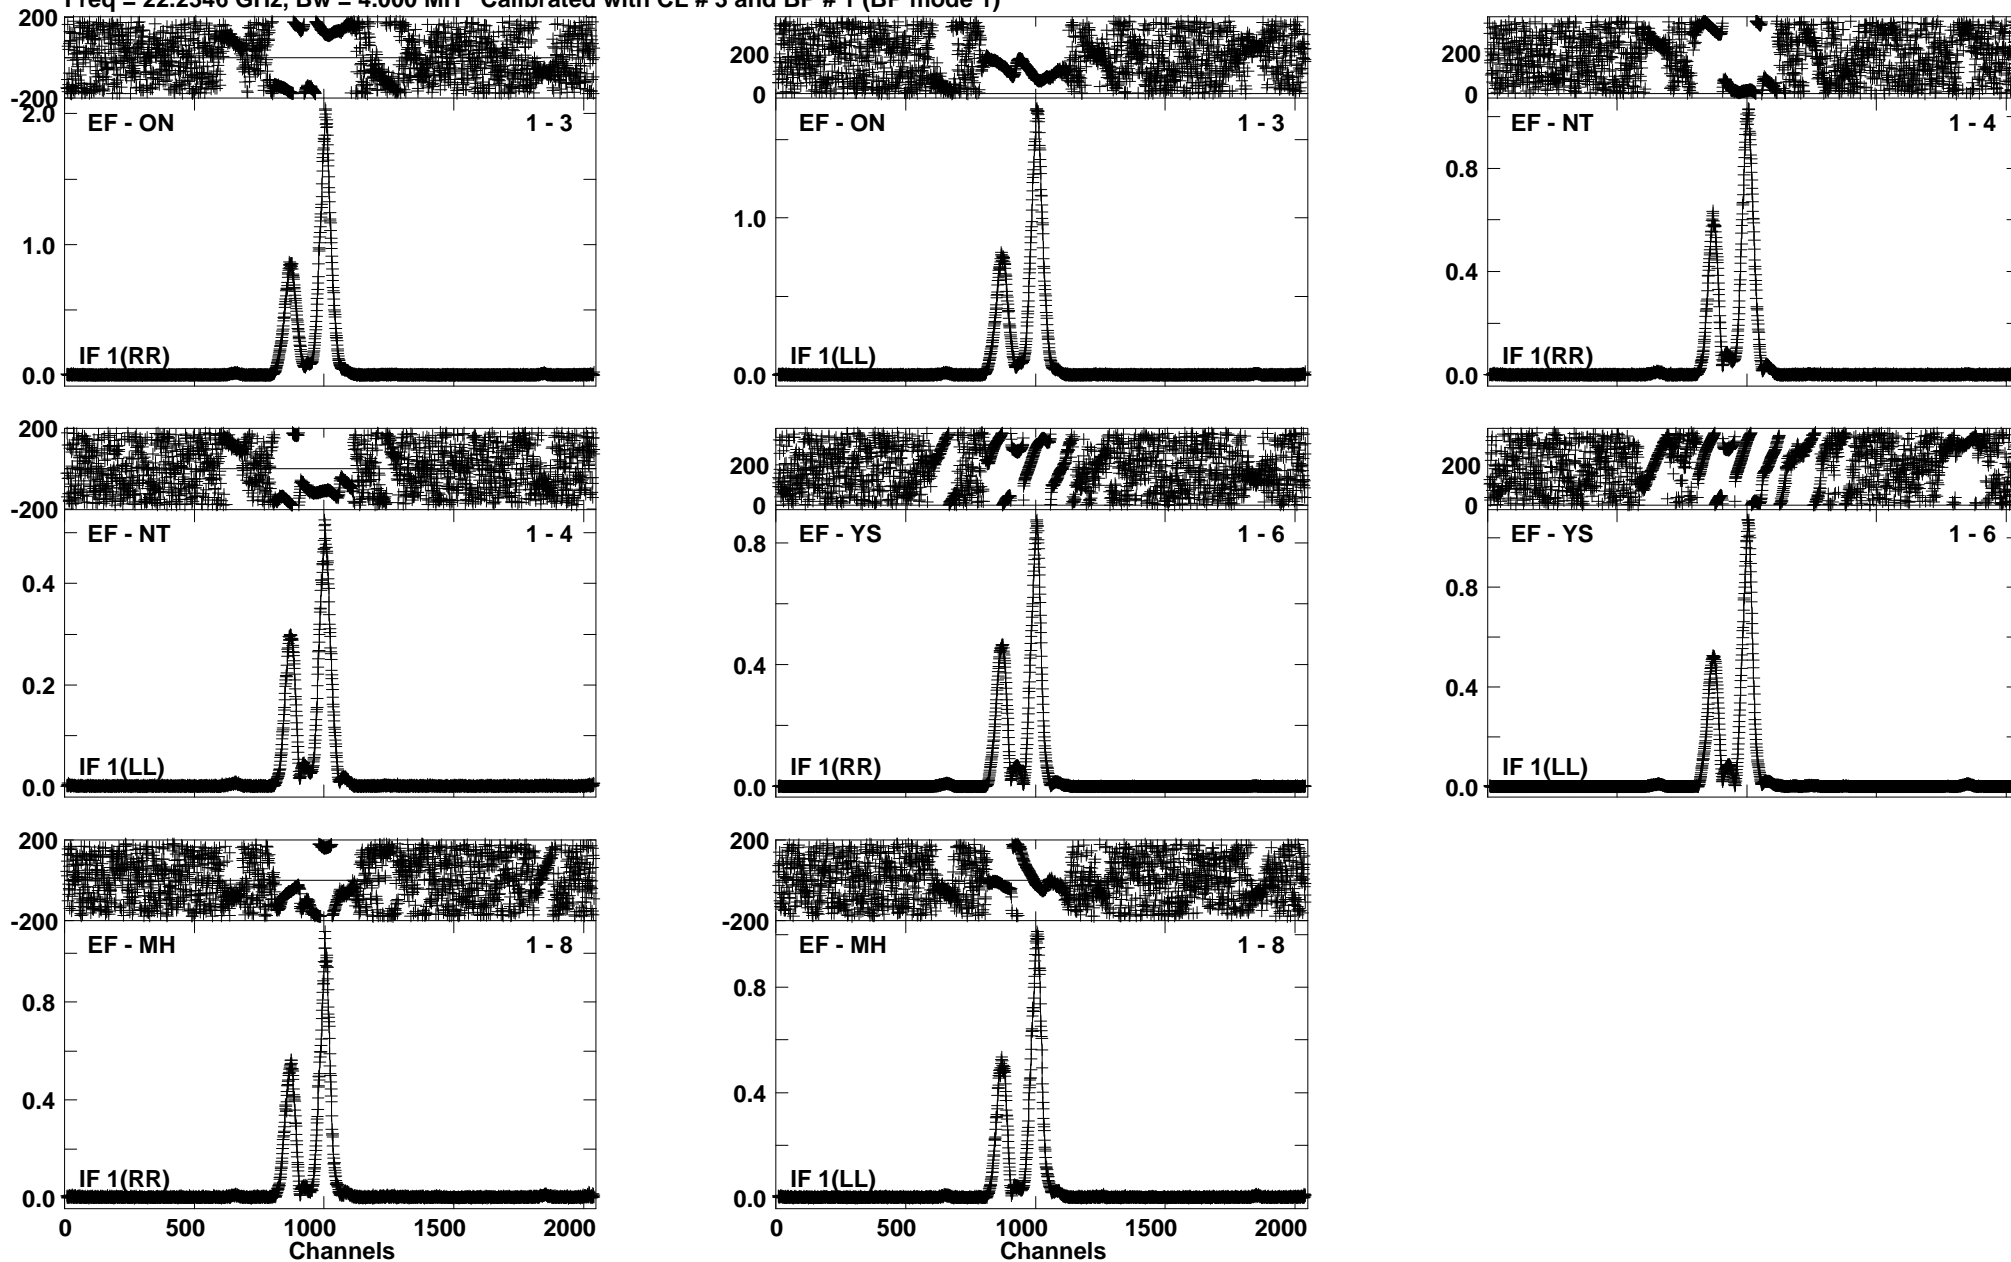 Freq = 22.2346 GHz, Bw = 4.000 MH Calibrated with CL # 3 and BP # 1 (BP mode 1)
200
-200
2.0
1.0
0.0
EF - ON
1 - 3
IF 1(RR)
200
0
1.0
0.0
EF - ON
1 - 3
IF 1(LL)
200
0
0.8
0.4
0.0
EF - NT
1 - 4
IF 1(RR)
200
-200
0.4
0.2
0.0
EF - NT
1 - 4
IF 1(LL)
200
0
0.8
0.4
0.0
EF - YS
1 - 6
IF 1(RR)
200
0
0.8
0.4
0.0
EF - YS
1 - 6
IF 1(LL)
200
-200
0.8
0.4
0.0
EF - MH
1 - 8
IF 1(RR)
0 500 1000 1500 2000
Channels
200
-200
0.8
0.4
0.0
EF - MH
1 - 8
IF 1(LL)
0 500 1000 1500 2000
Channels